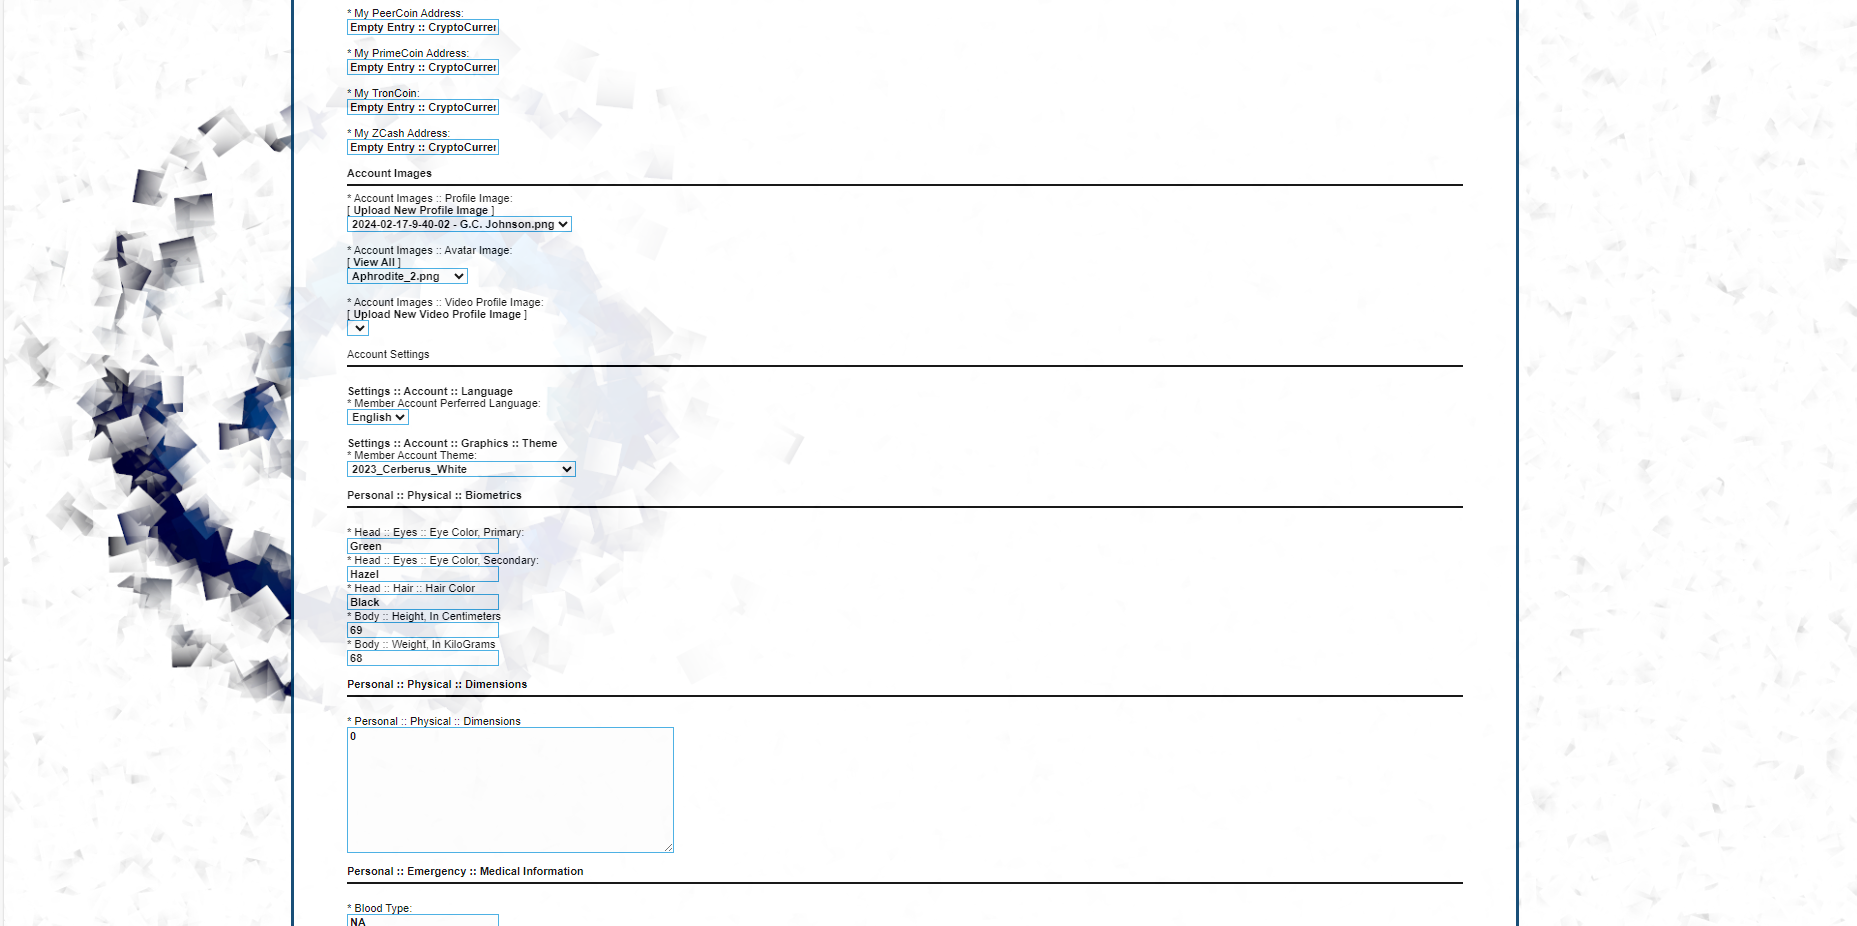 * My PeerCoin Address:
Empty Entry :: CryptoCurrer
* My PrimeCoin Address:
Empty Entry :: CryptoCurrer
* My TronCoin:
Empty Entry :: CryptoCurrer
* My ZCash Address:
Empty Entry :: CryptoCurrer
Account Images
* Account Images :: Profile Image:
[ Upload New Profile Image ]
2024-02-17-9-40-02 - G.C. Johnson.png
* Account Images :: Avatar Image:
[ View All ]
Aphrodite_2.png
* Account Images :: Video Profile Image:
[ Upload New Video Profile Image ]
Account Settings
Settings :: Account :: Language
* Member Account Perferred Language:
English
Settings :: Account :: Graphics :: Theme
* Member Account Theme:
2023_Cerberus_White
Personal :: Physical :: Biometrics
* Head :: Eyes :: Eye Color, Primary:
Green
* Head :: Eyes :: Eye Color, Secondary:
Hazel
* Head :: Hair :: Hair Color
Black
* Body :: Height, In Centimeters
69
* Body :: Weight, In KiloGrams
68
Personal :: Physical :: Dimensions
* Personal :: Physical :: Dimensions
0
Personal :: Emergency :: Medical Information
* Blood Type:
NA